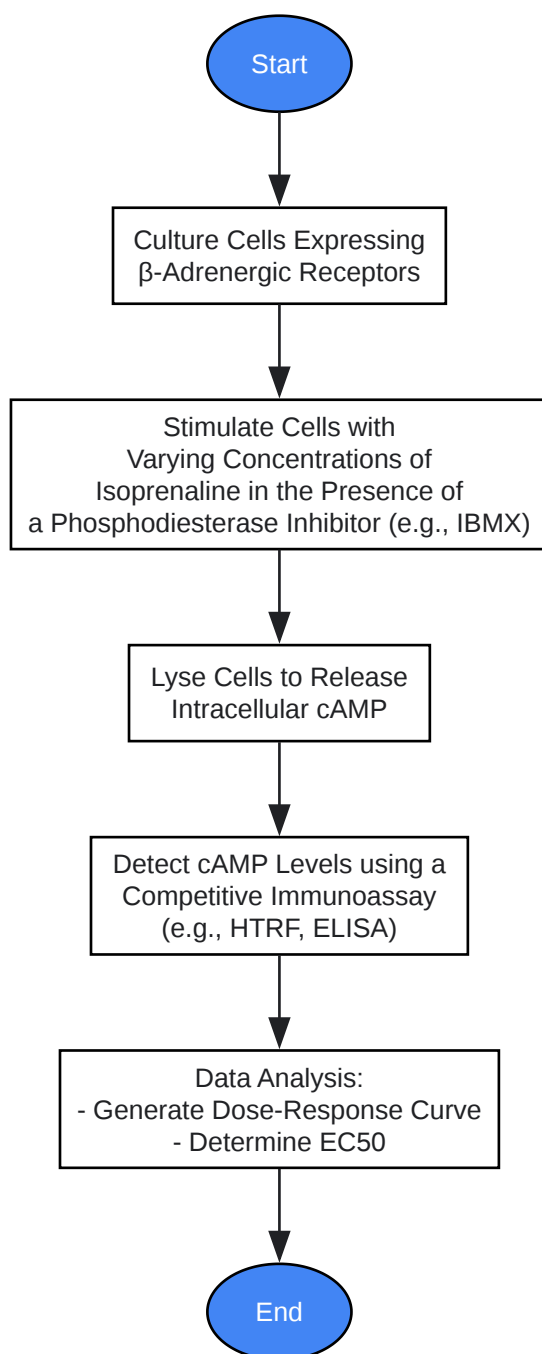 Start
Culture Cells Expressing
β-Adrenergic Receptors
Stimulate Cells with
Varying Concentrations of
Isoprenaline in the Presence of
a Phosphodiesterase Inhibitor (e.g., IBMX)
Lyse Cells to Release
Intracellular cAMP
Detect cAMP Levels using a
Competitive Immunoassay
(e.g., HTRF, ELISA)
Data Analysis:
- Generate Dose-Response Curve
- Determine EC50
End